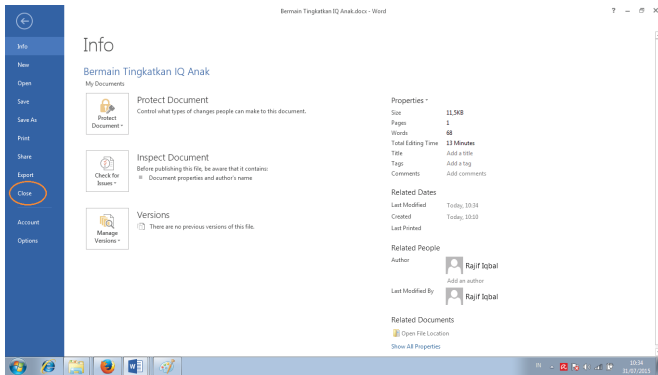 Bermain Tingkatkan IQ Anak.docx - Word
Info
New
Open
Save
Save As
Print
Share
Export
Close
Account
Options
Info
Bermain Tingkatkan IQ Anak
My Documents
Protect Document
Protect Document
Control what types of changes people can make to this document.
Check for Issues
Inspect Document
Before publishing this file, be aware that it contains:
Document properties and author's name
Manage Versions
Versions
There are no previous versions of this file.
Properties
Size 11,5KB
Pages 1
Words 68
Total Editing Time 13 Minutes
Title Add a title
Tags Add a tag
Comments Add comments
Related Dates
Last Modified Today, 10:34
Created Today, 10:10
Last Printed
Related People
Author Rajif Iqbal
Add an author
Last Modified By Rajif Iqbal
Related Documents
Open File Location
Show All Properties
10:34
31/07/2015